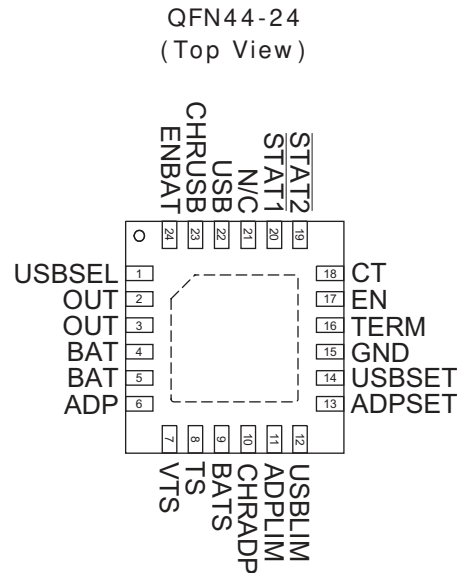 QFN44-24
(Top View)
ENBAT
CHRUSB
USB
N/C
STAT1
STAT2
24 23 22 21 20 19
USBSEL 1
OUT 2
OUT 3
BAT 4
BAT 5
ADP 6
18 CT
17 EN
16 TERM
15 GND
14 USBSET
13 ADPSET
7 8 9 10 11 12
VTS
TS
BATS
CHRADP
ADPLIM
USBLIM